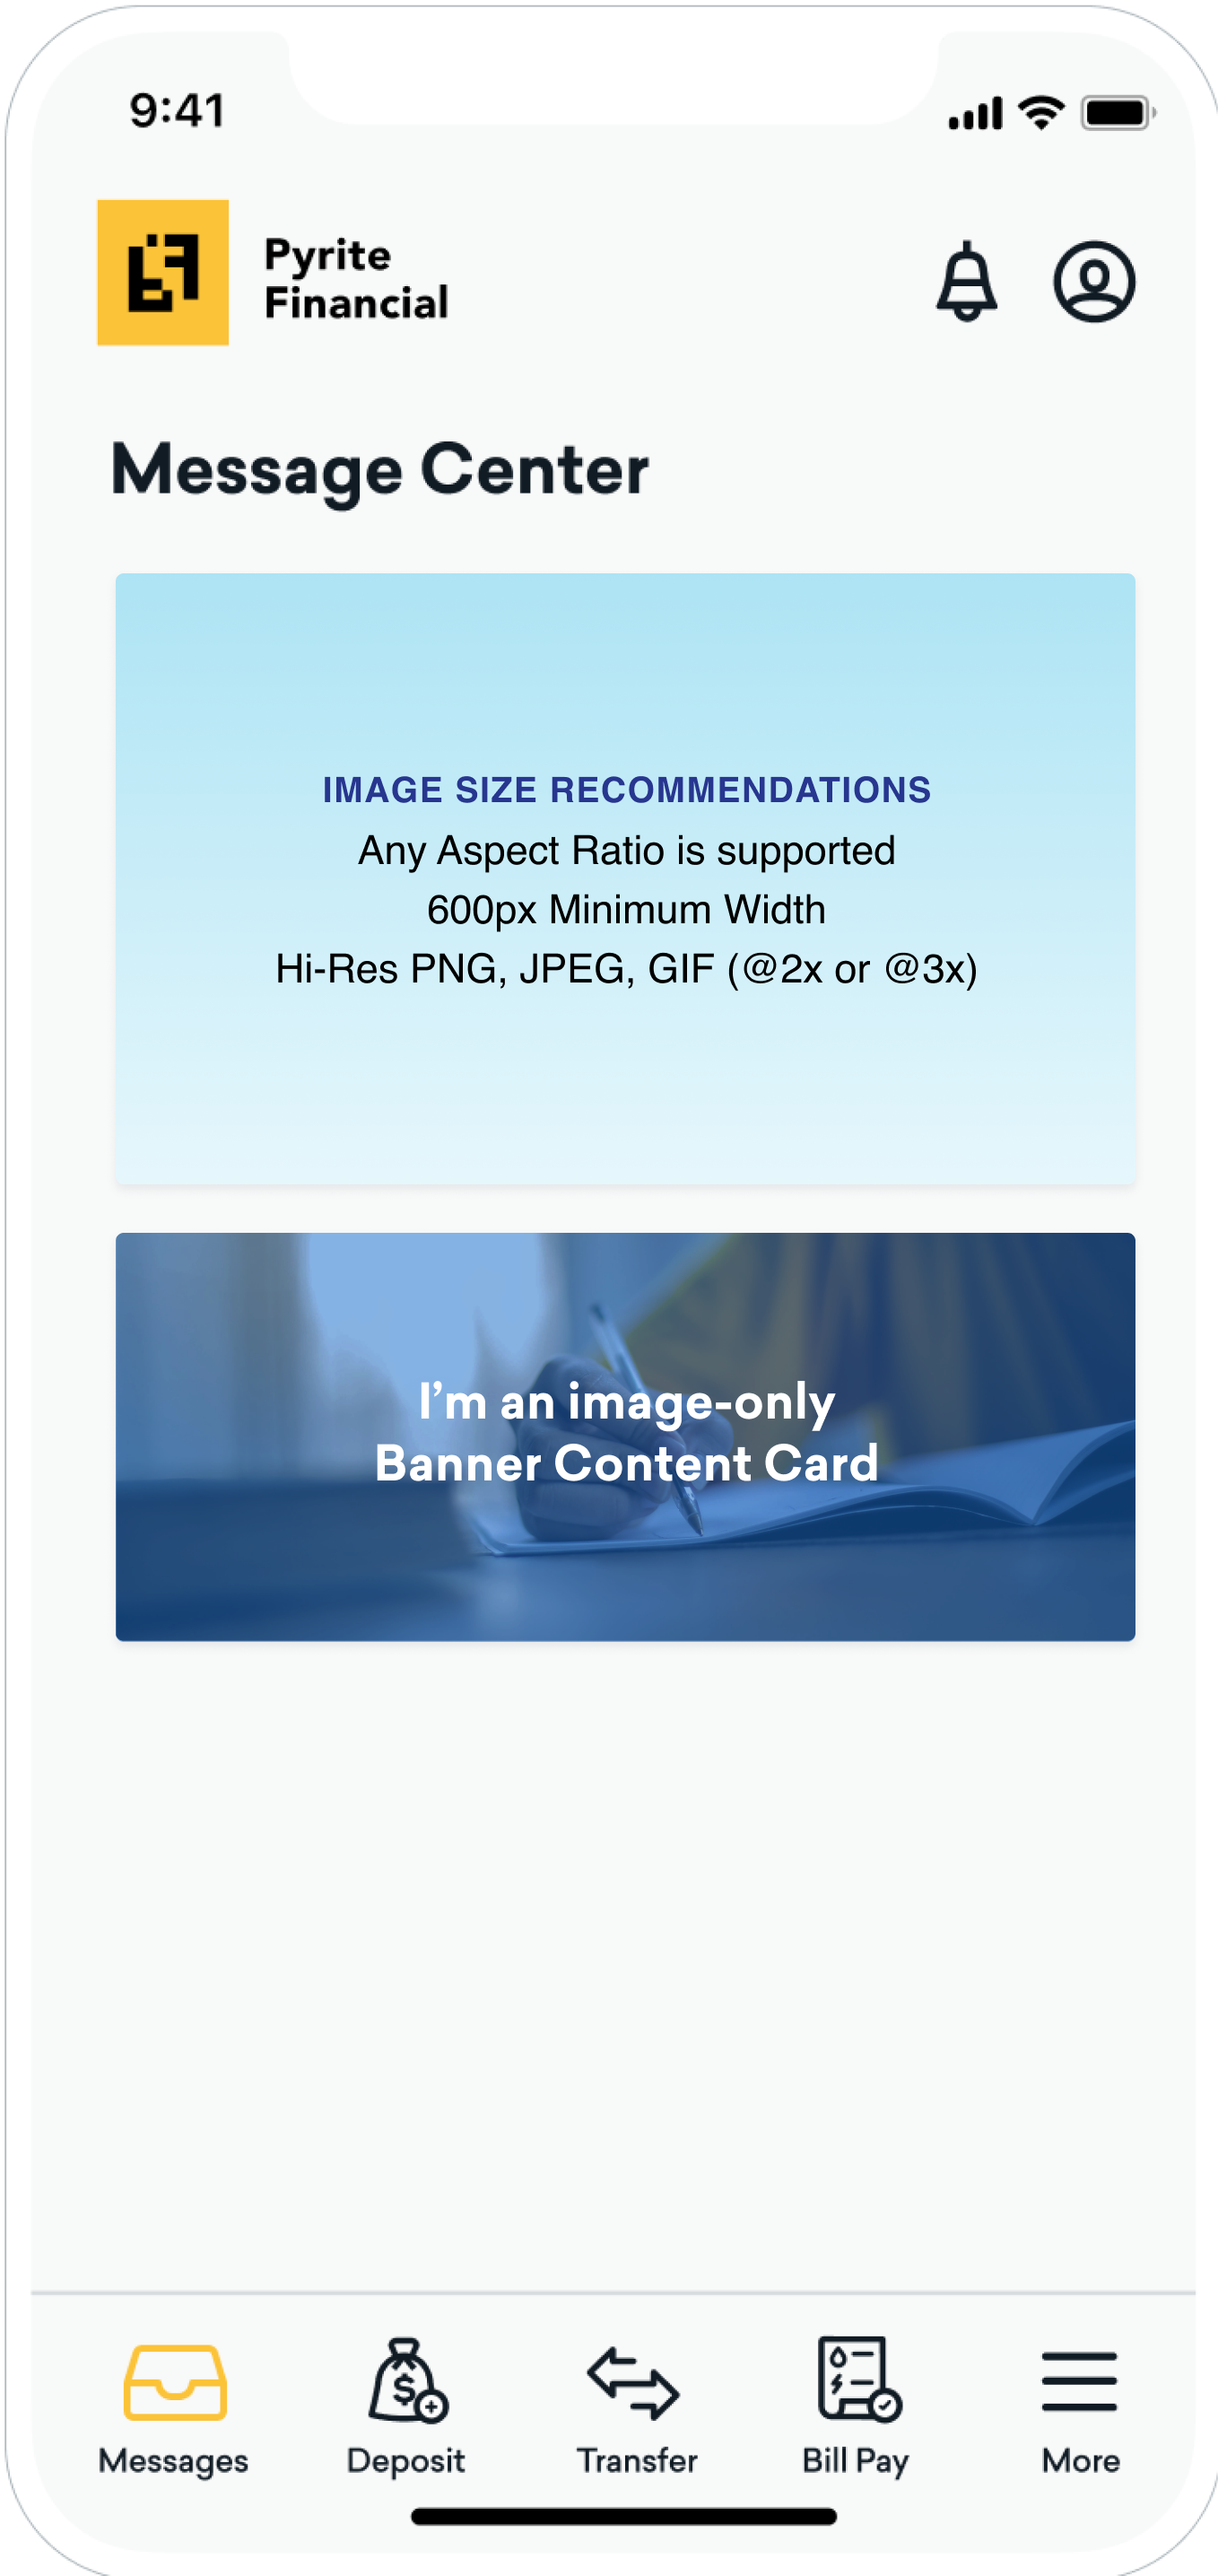 9:41
Pyrite
Financial
Message Center
IMAGE SIZE RECOMMENDATIONS
Any Aspect Ratio is supported
600px Minimum Width
Hi-Res PNG, JPEG, GIF (@2x or @3x)
I’m an image-only
Banner Content Card
Messages Deposit Transfer Bill Pay More